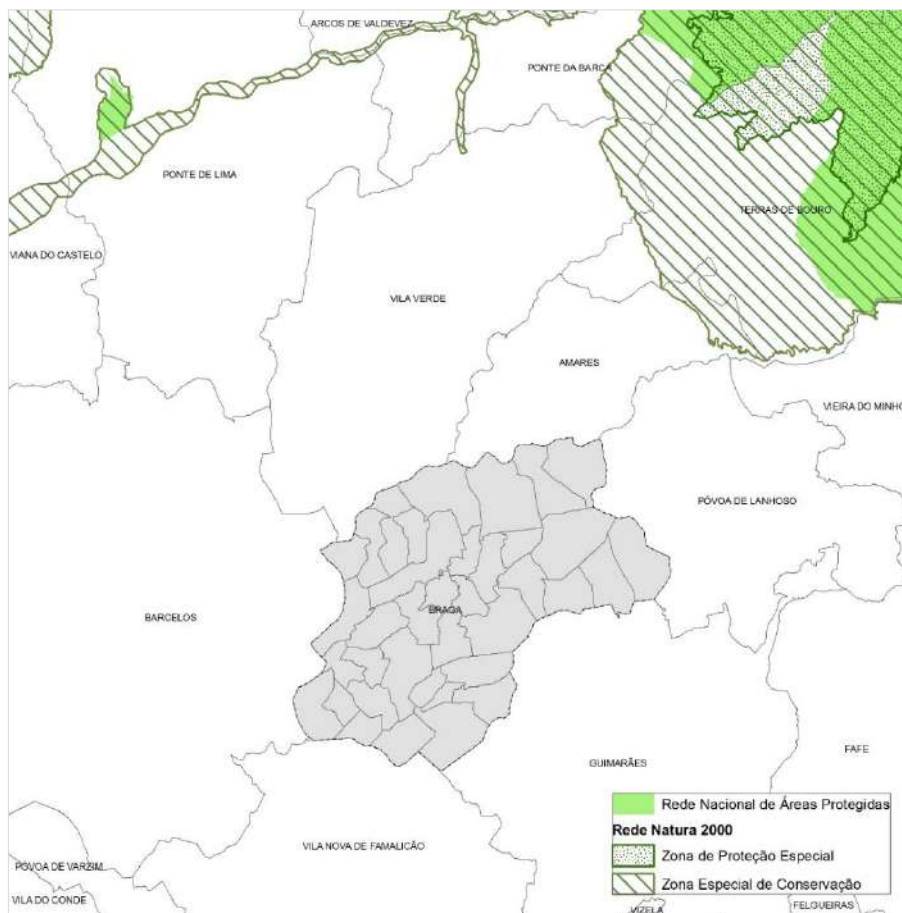 ARCOS DE VALDEVEZ
PONTE DA BARCA
PONTE DE LIMA
TERRAS DE BOURO
VIANA DO CASTELO
VILA VERDE
AMARES
VIEIRA DO MINHO
PÓVOA DE LANHOSO
BRAGA
BARCELOS
FAFE
GUIMARÃES
Rede Nacional de Áreas Protegidas
Rede Natura 2000
VILA NOVA DE FAMALICÃO
Zona de Proteção Especial
PÓVOA DE VARZIM
Zona Especial de Conservação
VILA DO CONDE
FELGUEIRAS
VIZELA